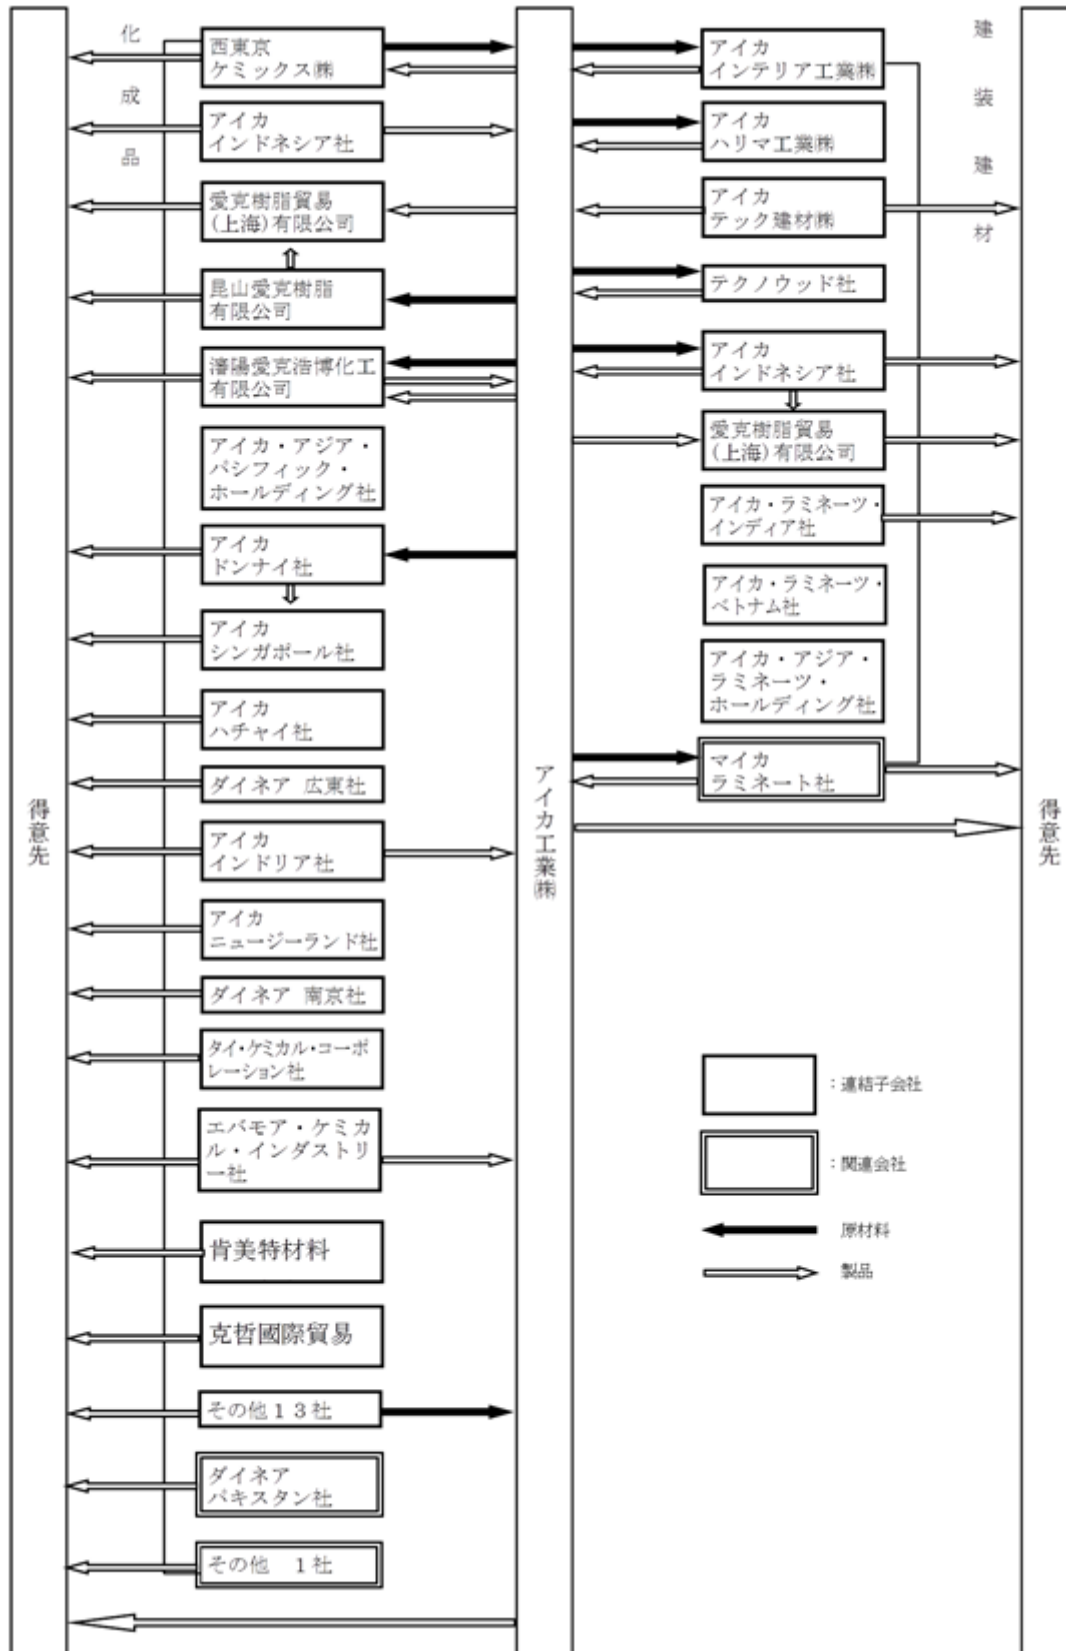 化
成
品
西東京
ケミックス㈱
アイカ
インドネシア社
愛克樹脂貿易
(上海)有限公司
昆山愛克樹脂
有限公司
瀋陽愛克浩博化工
有限公司
アイカ・アジア・
パシフィック・
ホールディング社
アイカ
ドンナイ社
アイカ
シンガポール社
アイカ
ハチャイ社
ダイネア 広東社
アイカ
インドリア社
アイカ
ニュージーランド社
ダイネア 南京社
タイ・ケミカル・コーポ
レーション社
エバモア・ケミカ
ル・インダストリ
ー社
肯美特材料
克哲國際貿易
その他13社
ダイネア
パキスタン社
その他 1社
得意先
アイカ工業㈱
建
装
建
材
アイカ
インテリア工業㈱
アイカ
ハリマ工業㈱
アイカ
テック建材㈱
テクノウッド社
アイカ
インドネシア社
愛克樹脂貿易
(上海)有限公司
アイカ・ラミネーツ・
インディア社
アイカ・ラミネーツ・
ベトナム社
アイカ・アジア・
ラミネーツ・
ホールディング社
マイカ
ラミネート社
得意先
：連結子会社
：関連会社
原材料
製品